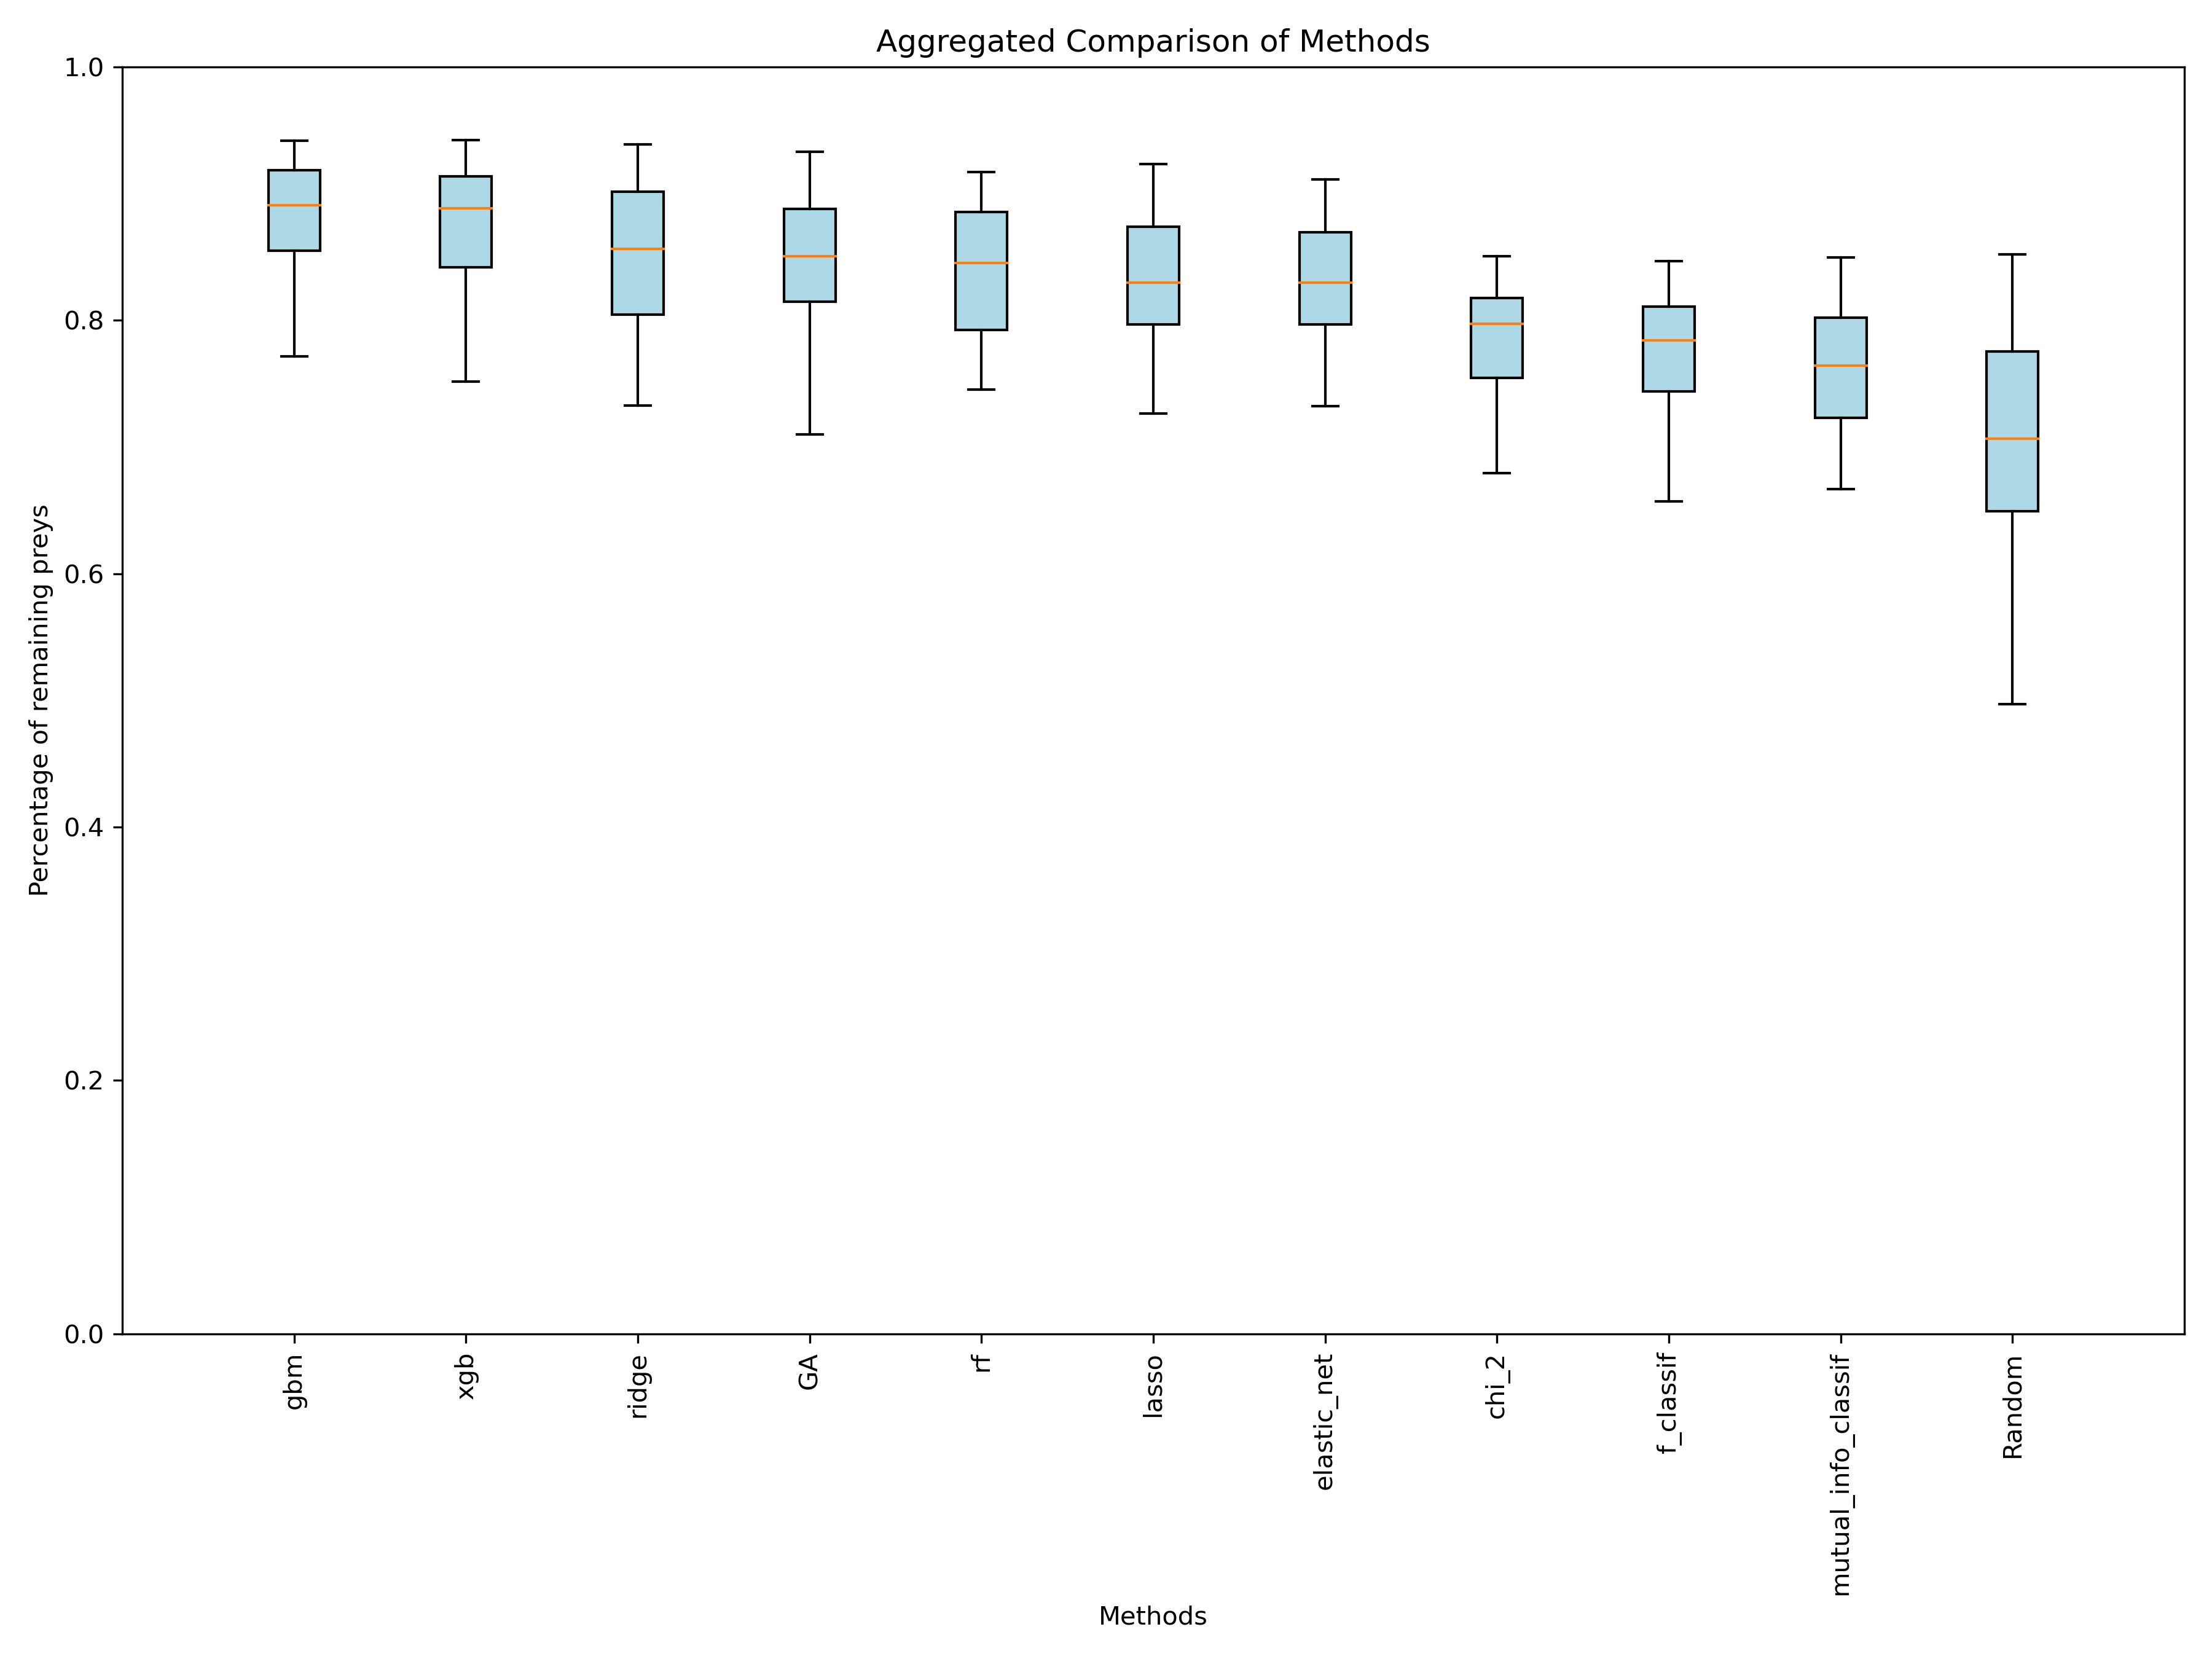 Aggregated Comparison of Methods
Percentage of remaining preys
1.0
0.8
0.6
0.4
0.2
0.0
gbm
xgb
ridge
GA
rf
lasso
elastic_net
chi_2
f_classif
mutual_info_classif
Random
Methods